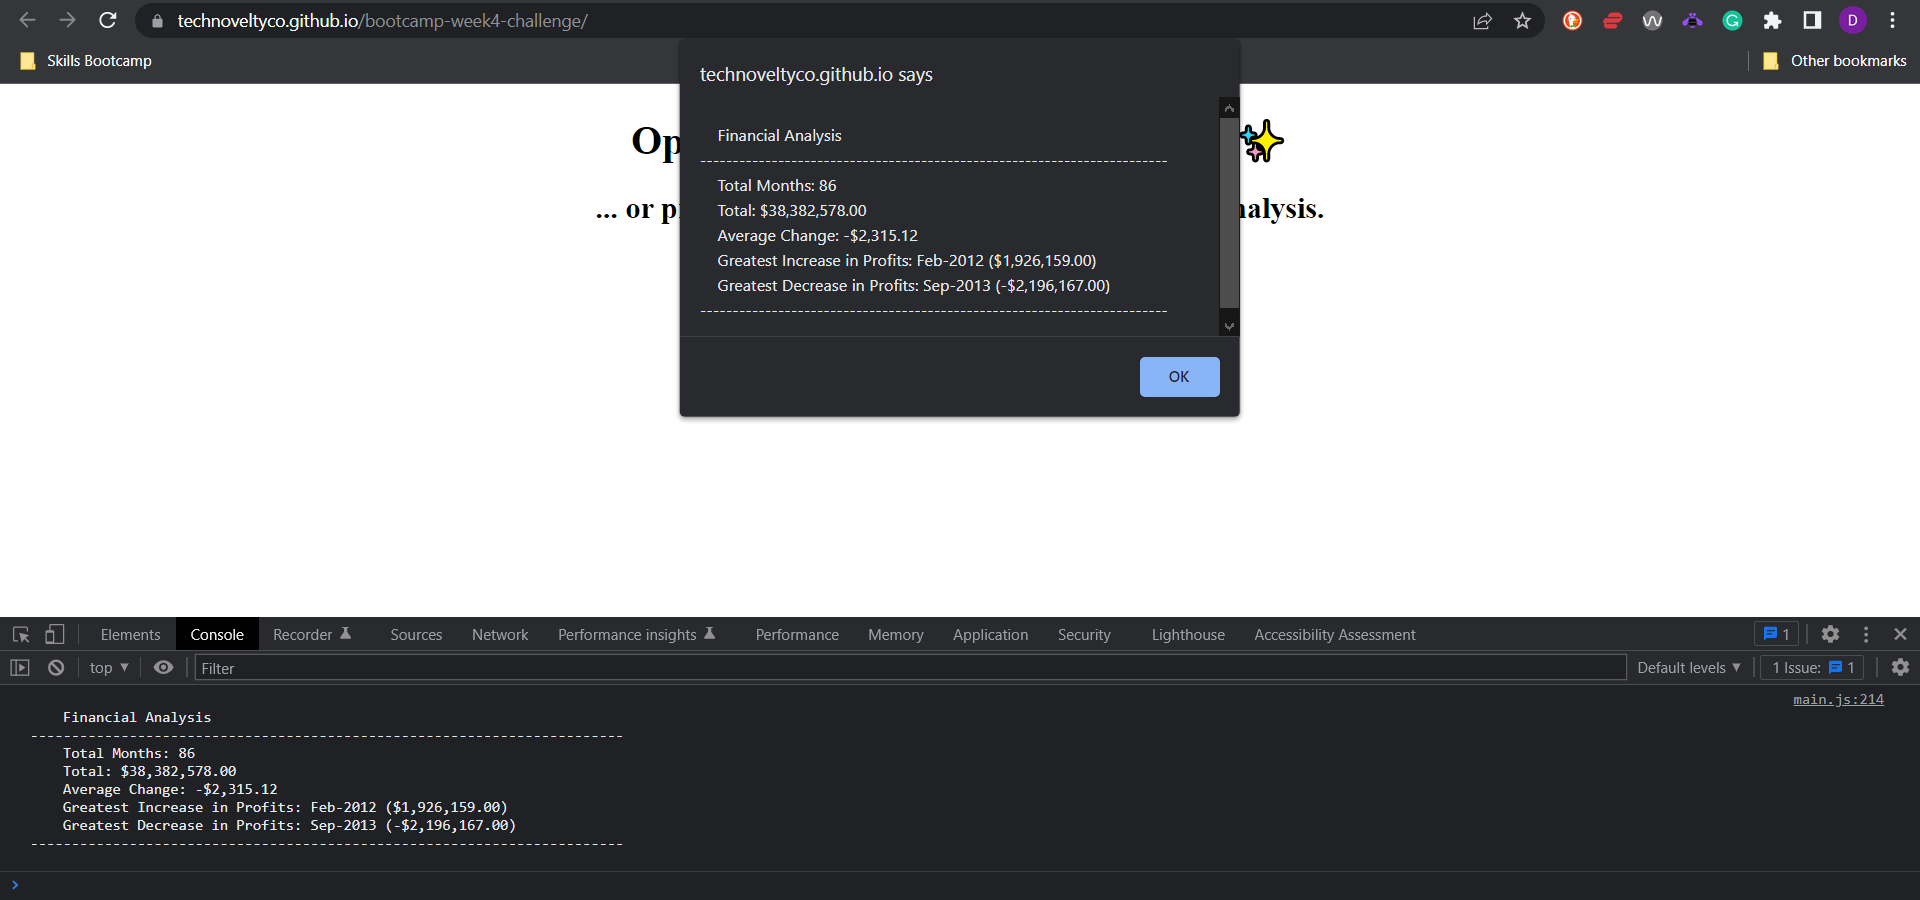 technoveltyco.github.io/bootcamp-week4-challenge/
D
Skills Bootcamp
Other bookmarks
technoveltyco.github.io says
Financial Analysis
------------------------------------------------------------------------
Total Months: 86
Total: $38,382,578.00
Average Change: -$2,315.12
Greatest Increase in Profits: Feb-2012 ($1,926,159.00)
Greatest Decrease in Profits: Sep-2013 (-$2,196,167.00)
------------------------------------------------------------------------
OK
... or
Elements Console Recorder Sources Network Performance insights Performance Memory Application Security Lighthouse Accessibility Assessment 1
top ▼ Filter Default levels ▼ 1 Issue: 1
main.js:214
Financial Analysis
------------------------------------------------------------------------
Total Months: 86
Total: $38,382,578.00
Average Change: -$2,315.12
Greatest Increase in Profits: Feb-2012 ($1,926,159.00)
Greatest Decrease in Profits: Sep-2013 (-$2,196,167.00)
------------------------------------------------------------------------
>